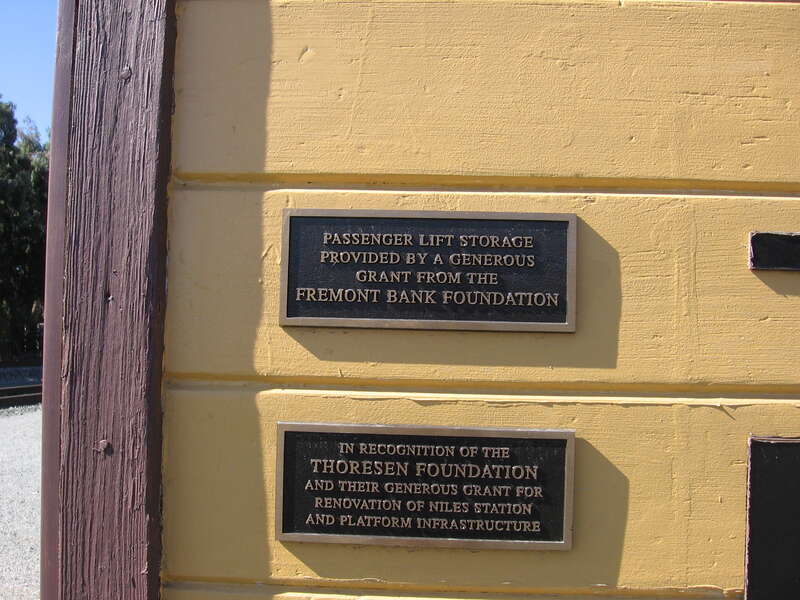 PASSENGER LIFT STORAGE
PROVIDED BY A GENEROUS
GRANT FROM THE
FREMONT BANK FOUNDATION
IN RECOGNITION OF THE
THORESEN FOUNDATION
AND THEIR GENEROUS GRANT FOR
RENOVATION OF NILES STATION
AND PLATFORM INFRASTRUCTURE